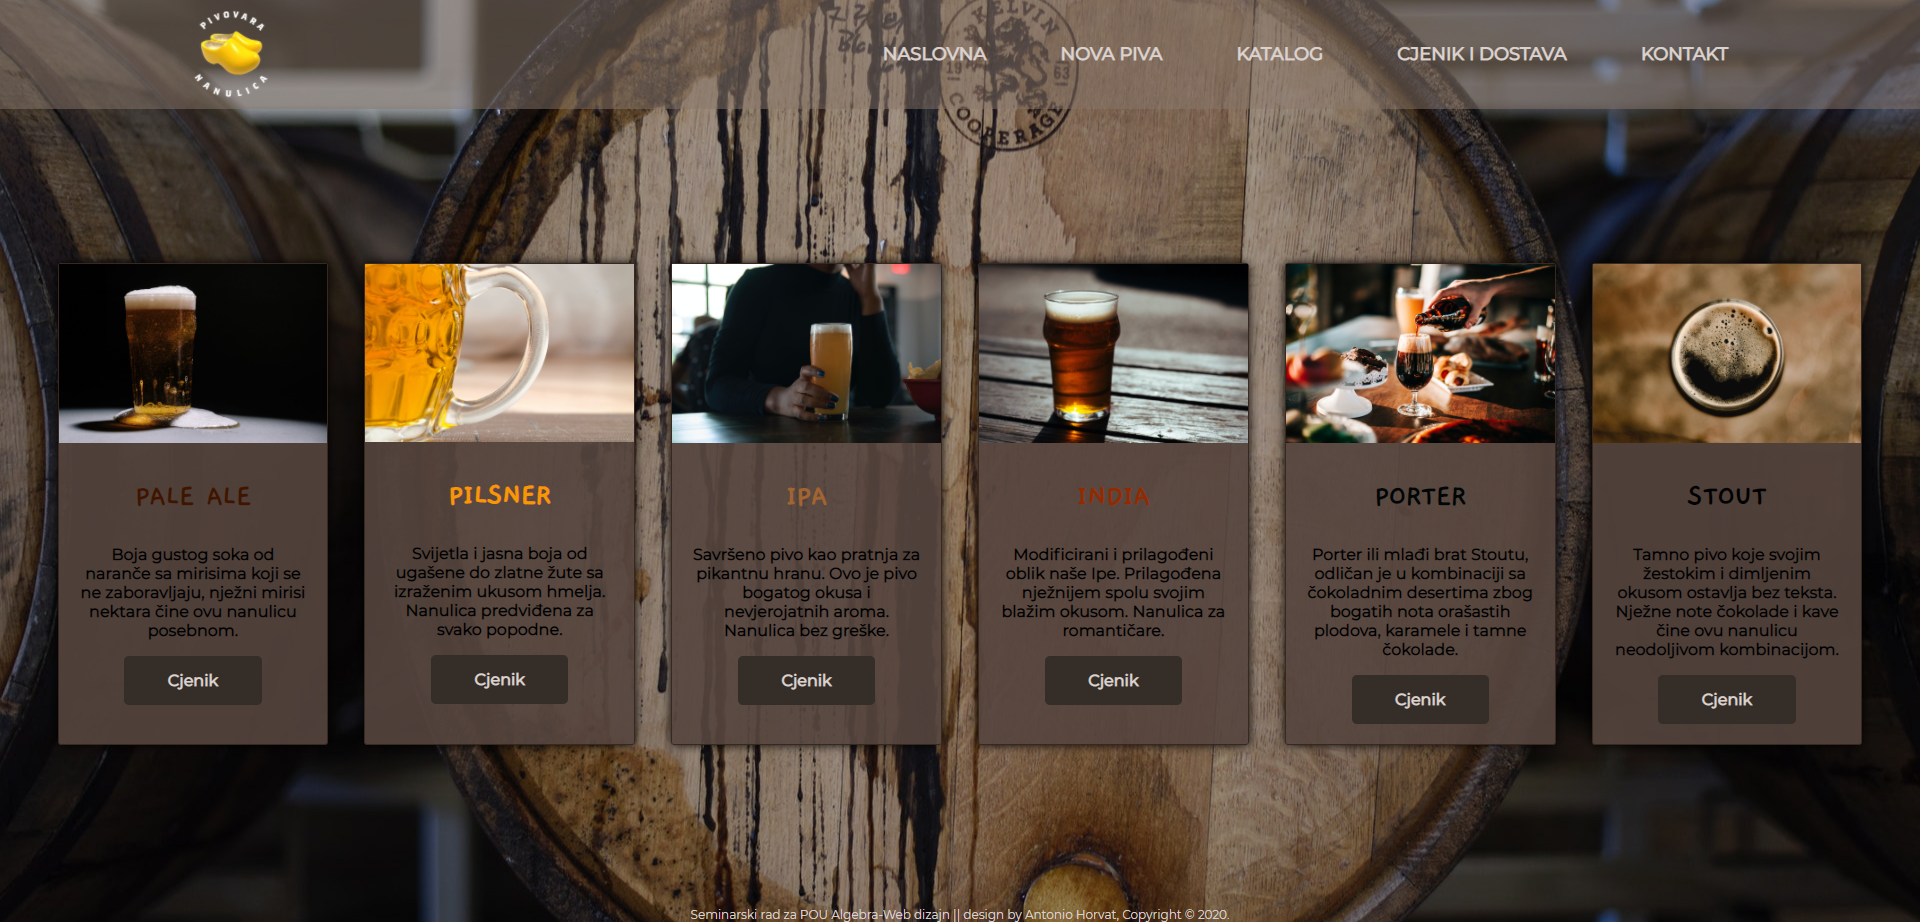 PIVOVARA
NANULICA
NASLOVNA
NOVA PIVA
KATALOG
CJENIK I DOSTAVA
KONTAKT
KELVIN
19 63
COOPERAGE
PALE ALE
Boja gustog soka od
naranče sa mirisima koji se
ne zaboravljaju, nježni mirisi
nektara čine ovu nanulicu
posebnom.
Cjenik
PILSNER
Svijetla i jasna boja od
ugašene do zlatne žute sa
izraženim ukusom hmelja.
Nanulica predviđena za
svako popodne.
Cjenik
IPA
Savršeno pivo kao pratnja za
pikantnu hranu. Ovo je pivo
bogatog okusa i
nevjerojatnih aroma.
Nanulica bez greške.
Cjenik
INDIA
Modificirani i prilagođeni
oblik naše Ipe. Prilagođena
nježnijem spolu svojim
blažim okusom. Nanulica za
romantičare.
Cjenik
PORTER
Porter ili mlađi brat Stoutu,
odličan je u kombinaciji sa
čokoladnim desertima zbog
bogatih nota orašastih
plodova, karamele i tamne
čokolade.
Cjenik
STOUT
Tamno pivo koje svojim
žestokim i dimljenim
okusom ostavlja bez teksta.
Nježne note čokolade i kave
čine ovu nanulicu
neodoljivom kombinacijom.
Cjenik
Seminarski rad za POU Algebra-Web dizajn || design by Antonio Horvat, Copyright © 2020.